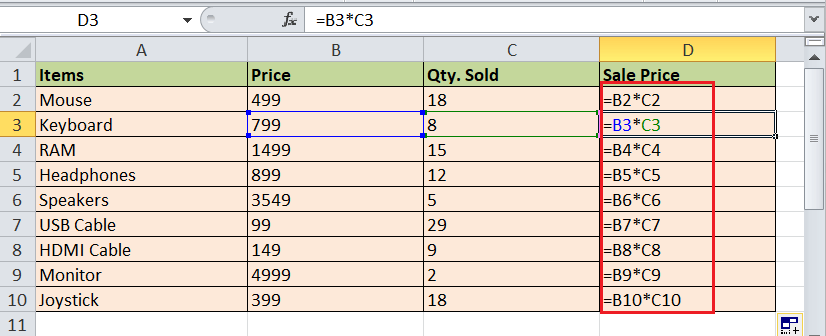 D3 fx =B3*C3
A B C D
1 Items Price Qty. Sold Sale Price
2 Mouse 499 18 =B2*C2
3 Keyboard 799 8 =B3*C3
4 RAM 1499 15 =B4*C4
5 Headphones 899 12 =B5*C5
6 Speakers 3549 5 =B6*C6
7 USB Cable 99 29 =B7*C7
8 HDMI Cable 149 9 =B8*C8
9 Monitor 4999 2 =B9*C9
10 Joystick 399 18 =B10*C10
11